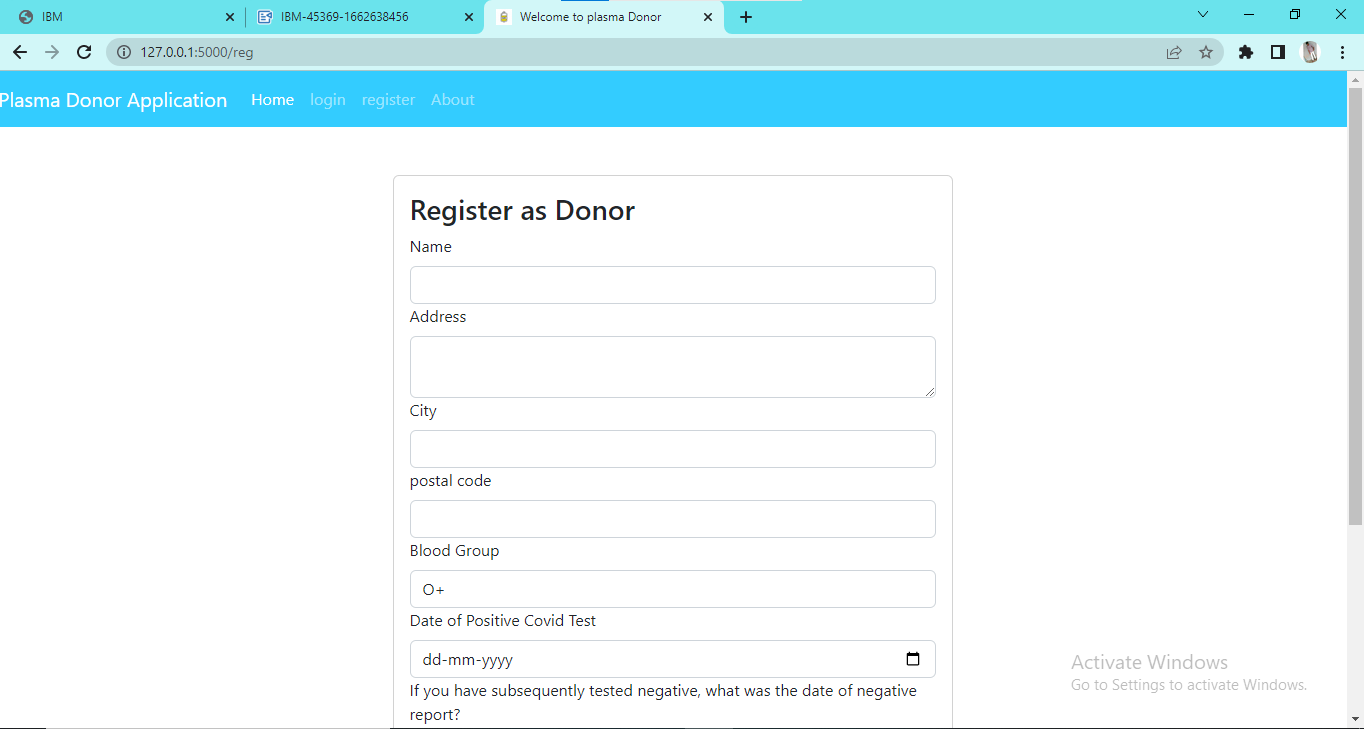 IBM
IBM-45369-1662638456
Welcome to plasma Donor
127.0.0.1:5000/reg
Plasma Donor Application Home login register About
Register as Donor
Name
Address
City
postal code
Blood Group
O+
Date of Positive Covid Test
dd-mm-yyyy
If you have subsequently tested negative, what was the date of negative
report?
Activate Windows
Go to Settings to activate Windows.